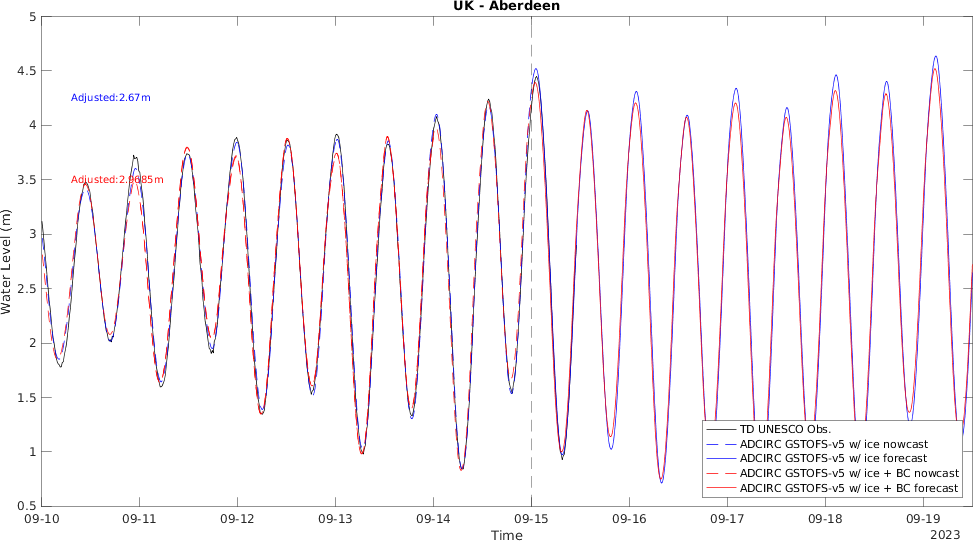 UK - Aberdeen
5
4.5
4
3.5
3
2.5
2
1.5
1
0.5
Water Level (m)
Adjusted:2.67m
Adjusted:2.9685m
TD UNESCO Obs.
ADCIRC GSTOFS-v5 w/ ice nowcast
ADCIRC GSTOFS-v5 w/ ice forecast
ADCIRC GSTOFS-v5 w/ ice + BC nowcast
ADCIRC GSTOFS-v5 w/ ice + BC forecast
09-10 09-11 09-12 09-13 09-14 09-15 09-16 09-17 09-18 09-19
Time
2023